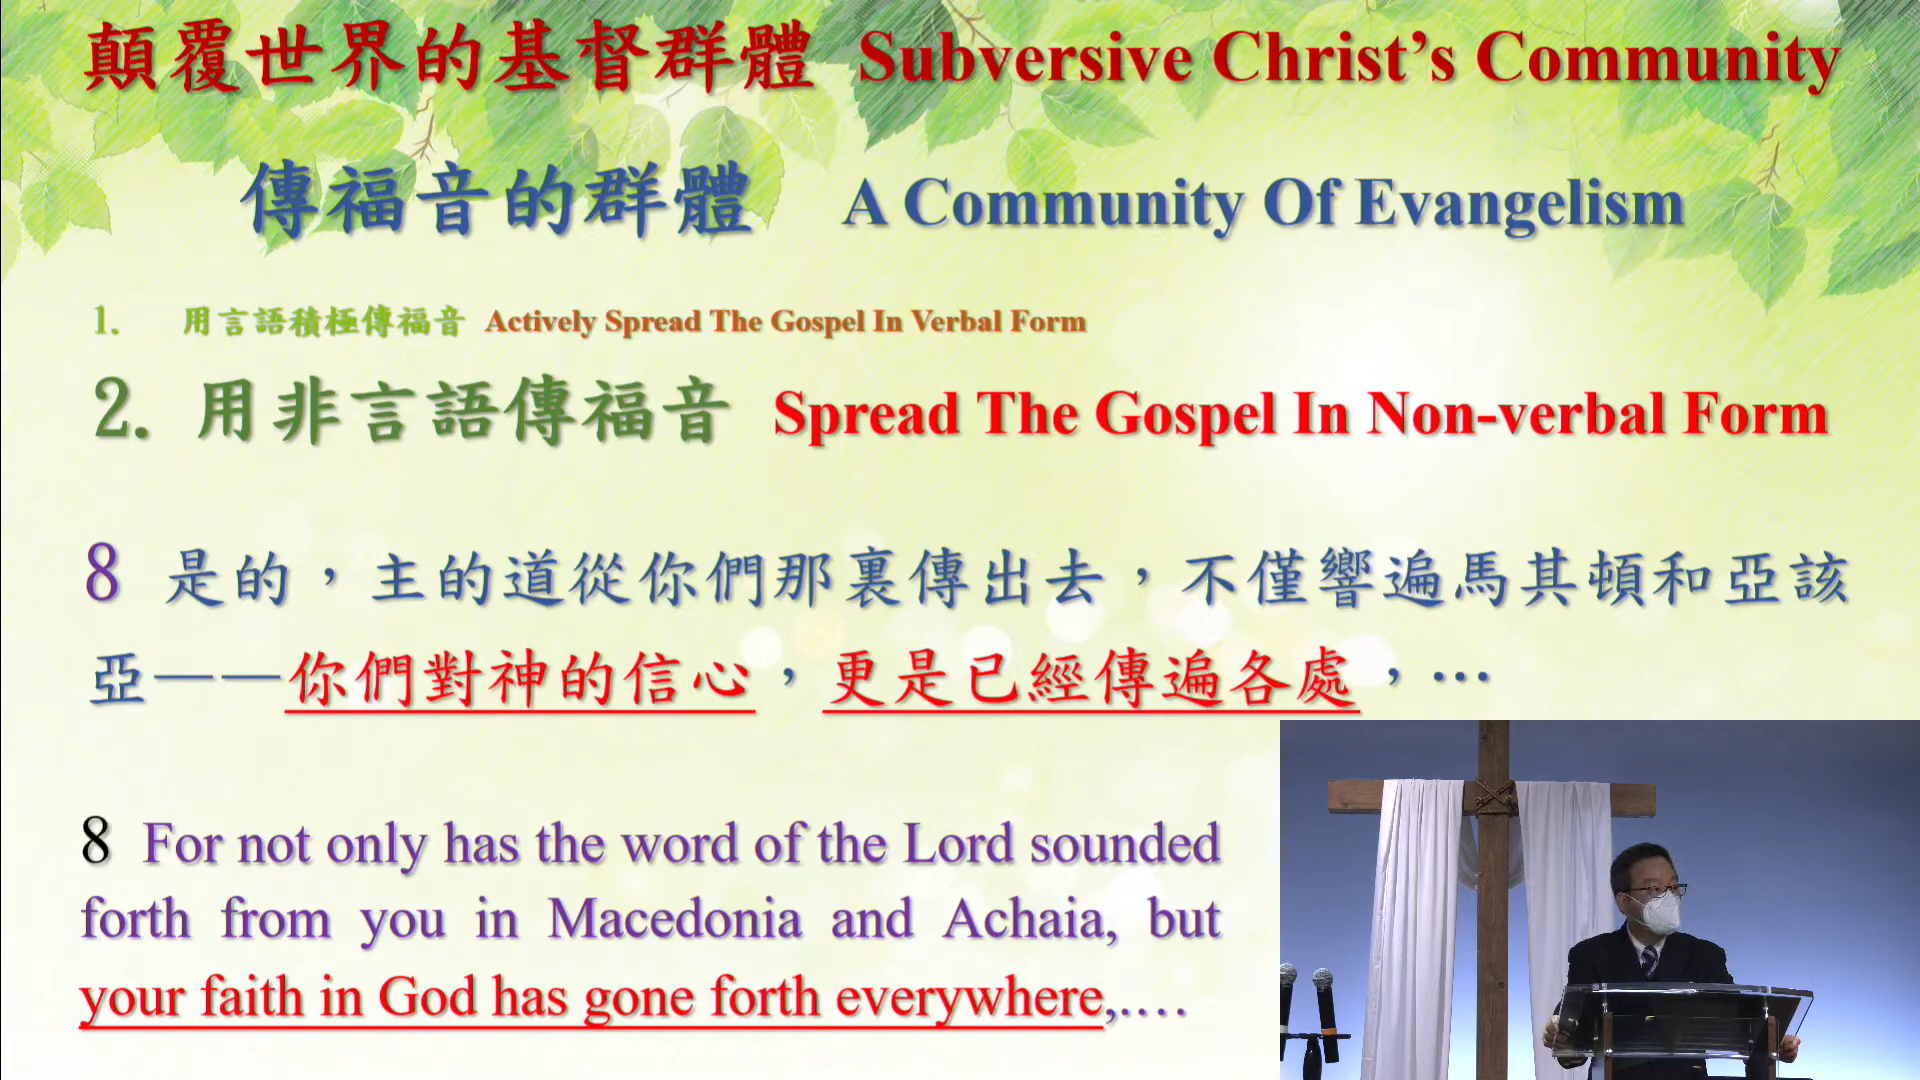 顛覆世界的基督群體 Subversive Christ’s Community
傳福音的群體 A Community Of Evangelism
1. 用言語積極傳福音 Actively Spread The Gospel In Verbal Form
2. 用非言語傳福音 Spread The Gospel In Non-verbal Form
8 是的，主的道從你們那裏傳出去，不僅響遍馬其頓和亞該
亞——你們對神的信心，更是已經傳遍各處，…
8 For not only has the word of the Lord sounded
forth from you in Macedonia and Achaia, but
your faith in God has gone forth everywhere,….